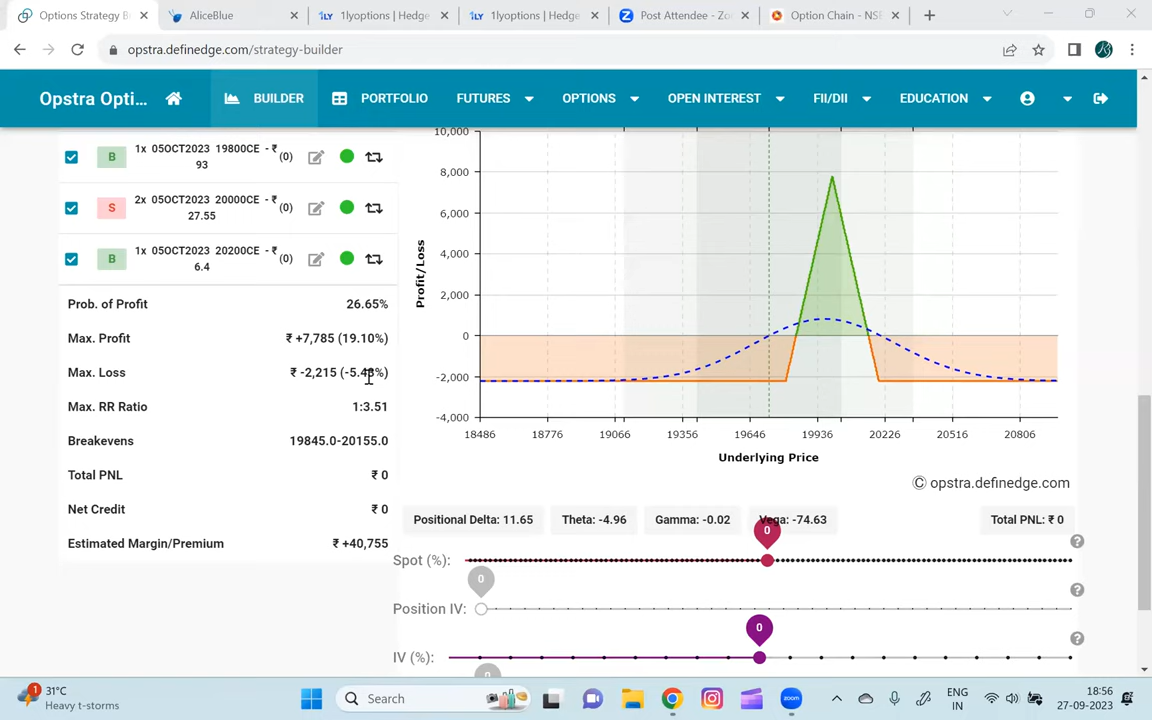 Options Strategy B
AliceBlue
1lyoptions | Hedge
1lyoptions | Hedge
Post Attendee - Zo
Option Chain - NSE
opstra.definedge.com/strategy-builder
Opstra Opti... BUILDER PORTFOLIO FUTURES OPTIONS OPEN INTEREST FII/DII EDUCATION
B 1x 05OCT2023 19800CE - ₹ (0)
93
S 2x 05OCT2023 20000CE - ₹ (0)
27.55
B 1x 05OCT2023 20200CE - ₹ (0)
6.4
Prob. of Profit 26.65%
Max. Profit ₹ +7,785 (19.10%)
Max. Loss ₹ -2,215 (-5.43%)
Max. RR Ratio 1:3.51
Breakevens 19845.0-20155.0
Total PNL ₹ 0
Net Credit ₹ 0
Estimated Margin/Premium ₹ +40,755
Profit/Loss
10,000
8,000
6,000
4,000
2,000
0
-2,000
-4,000
18486 18776 19066 19356 19646 19936 20226 20516 20806
Underlying Price
© opstra.definedge.com
Positional Delta: 11.65 Theta: -4.96 Gamma: -0.02 Vega: -74.63 Total PNL: ₹ 0
0
Spot (%): ?
0
Position IV: ?
0
IV (%): ?
0
1
31°C
Heavy t-storms
Search
ENG
IN
18:56
27-09-2023